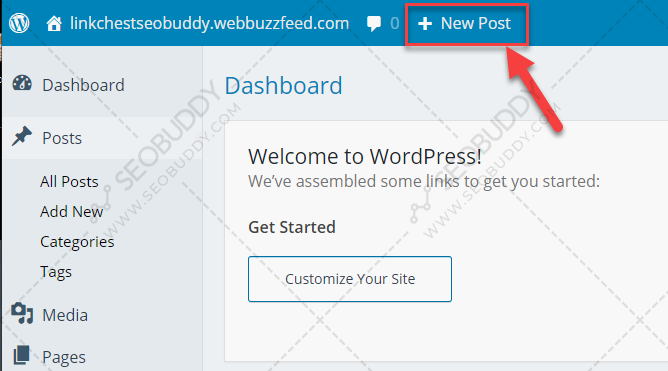 linkchestseobuddy.webbuzzfeed.com 0 + New Post
Dashboard
Dashboard
Posts
All Posts
Add New
Categories
Tags
Media
Pages
Welcome to WordPress!
We've assembled some links to get you started:
Get Started
Customize Your Site
SEOBUDDY
WWW.SEOBUDDY.COM
SEOBUDDY
WWW.SEOBUDDY.COM